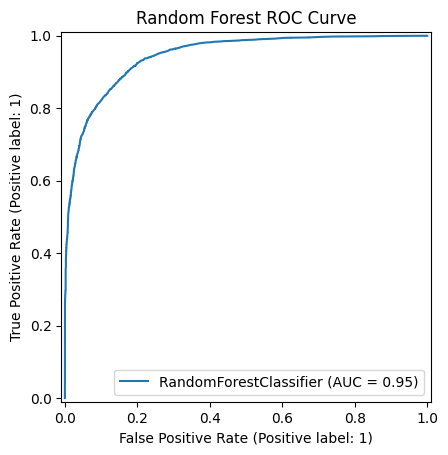 Random Forest ROC Curve
1.0
0.8
0.6
0.4
0.2
0.0
True Positive Rate (Positive label: 1)
RandomForestClassifier (AUC = 0.95)
0.0 0.2 0.4 0.6 0.8 1.0
False Positive Rate (Positive label: 1)